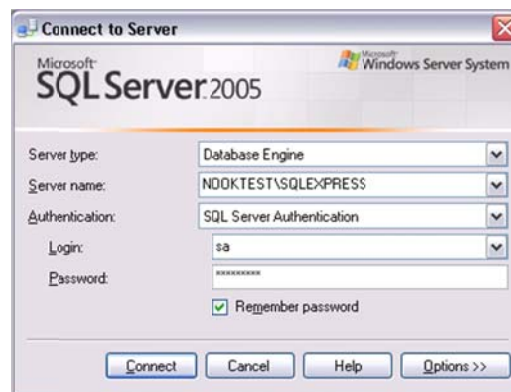 Connect to Server
Microsoft
SQL Server 2005
Microsoft
Windows Server System
Server type:
Database Engine
Server name:
NDOKTEST\SQLEXPRESS
Authentication:
SQL Server Authentication
Login:
sa
Password:
*********
Remember password
Connect
Cancel
Help
Options >>